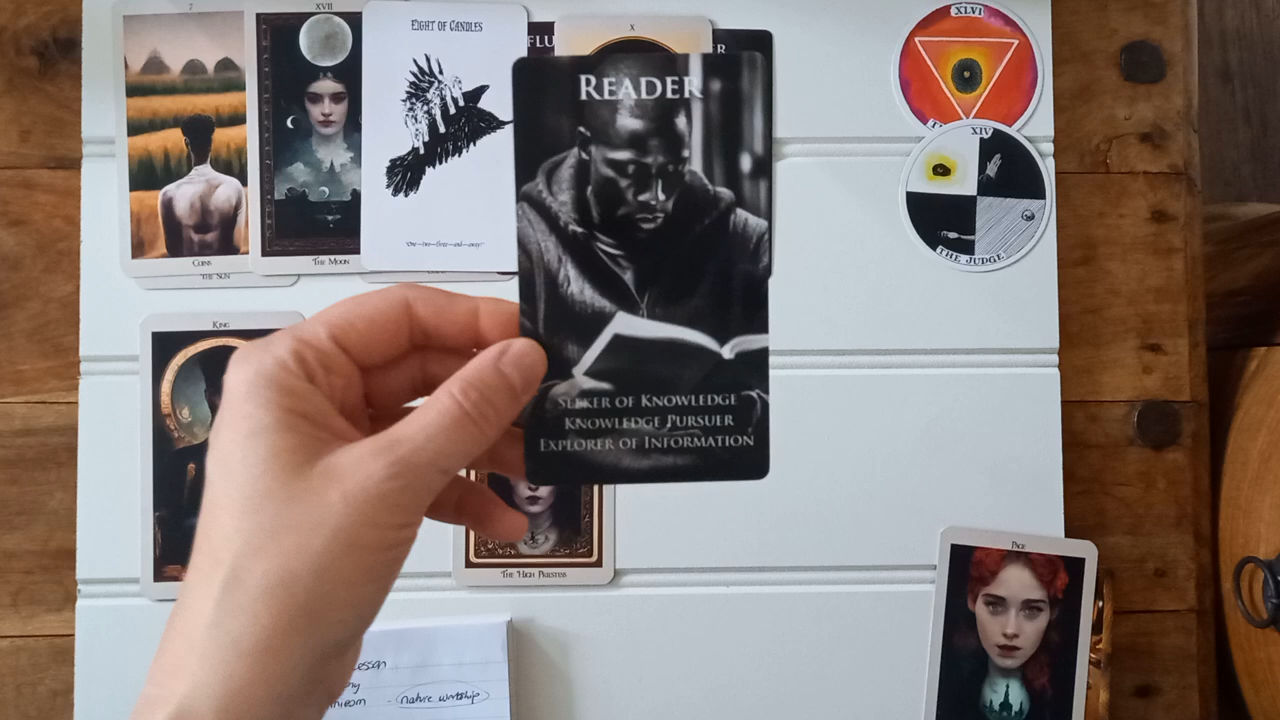 7
XVII
EIGHT OF CANDLES
FLU
X
ER
XLVI
READER
XIV
"One—two—three—and—away"
COINS
THE MOON
THE SUN
THE JUDGE
KING
SEEKER OF KNOWLEDGE
KNOWLEDGE PURSUER
EXPLORER OF INFORMATION
PAGE
THE HIGH PRIESTESS
- nature worship